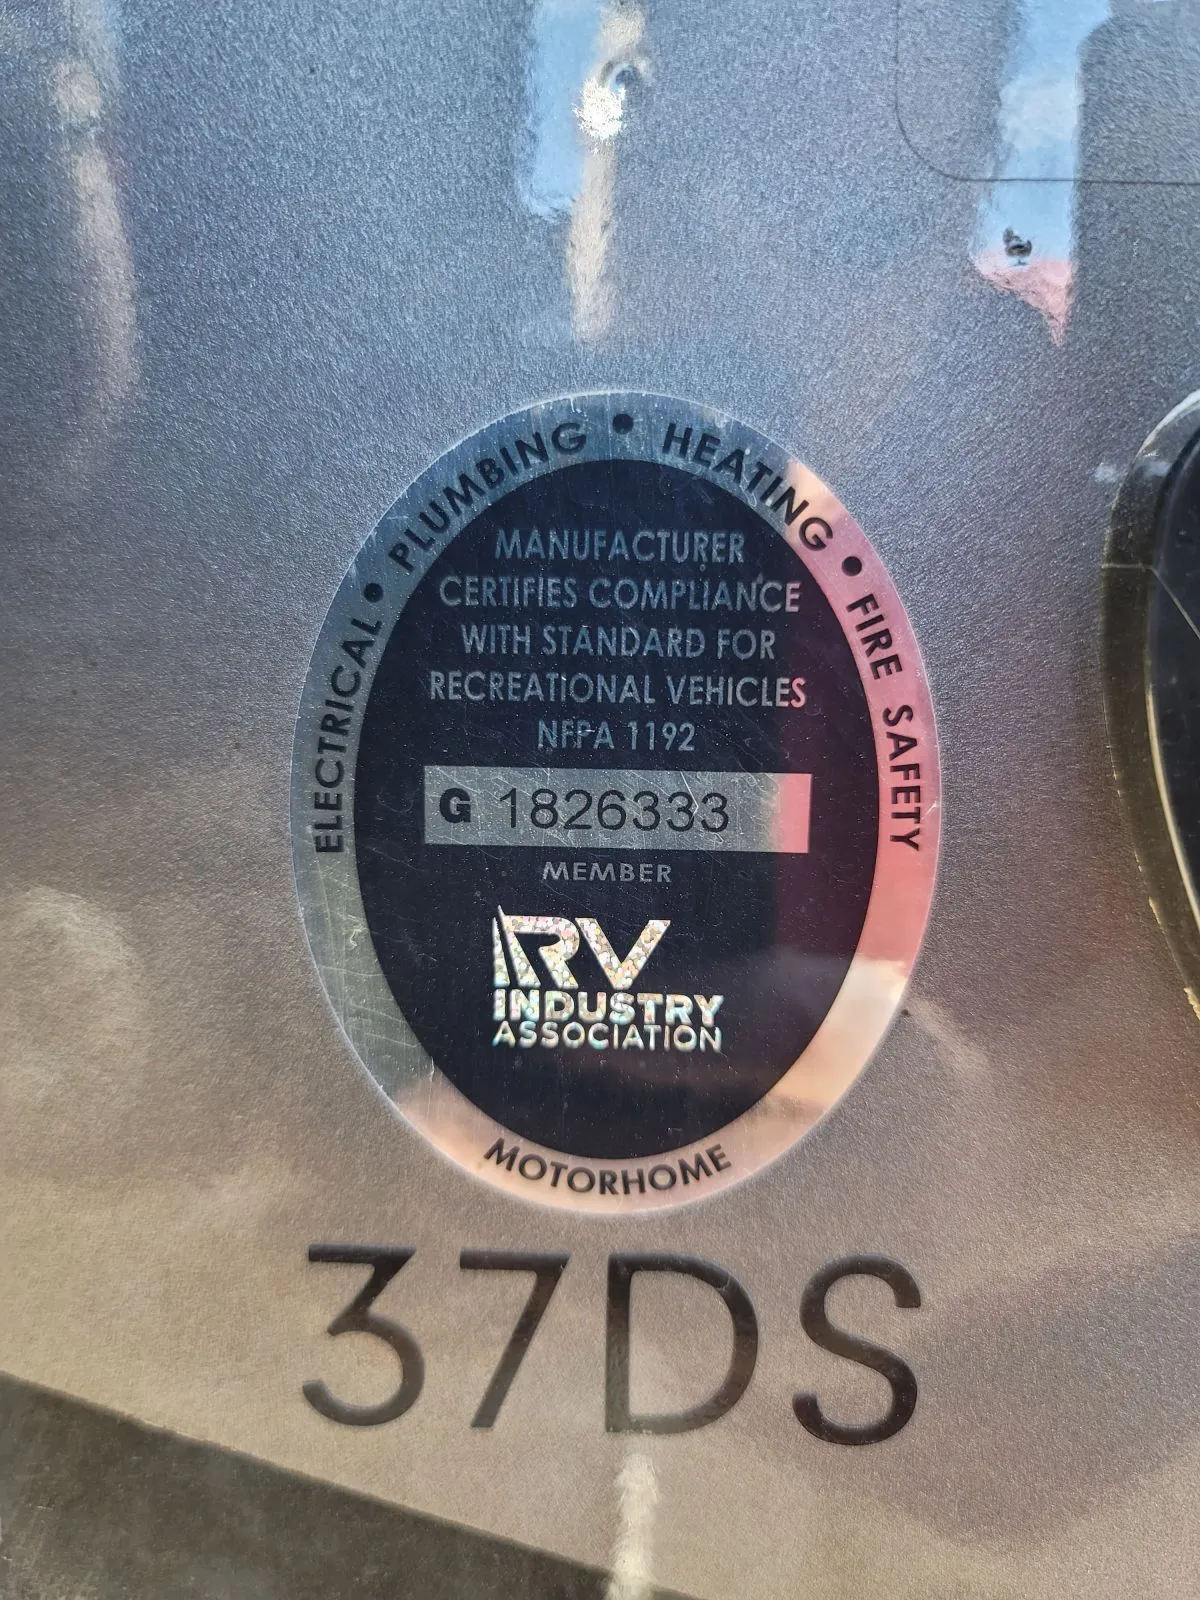 ELECTRICAL • PLUMBING • HEATING • FIRE SAFETY
MANUFACTURER
CERTIFIES COMPLIANCE
WITH STANDARD FOR
RECREATIONAL VEHICLES
NFPA 1192
G 1826333
MEMBER
RV
INDUSTRY
ASSOCIATION
MOTORHOME
37DS